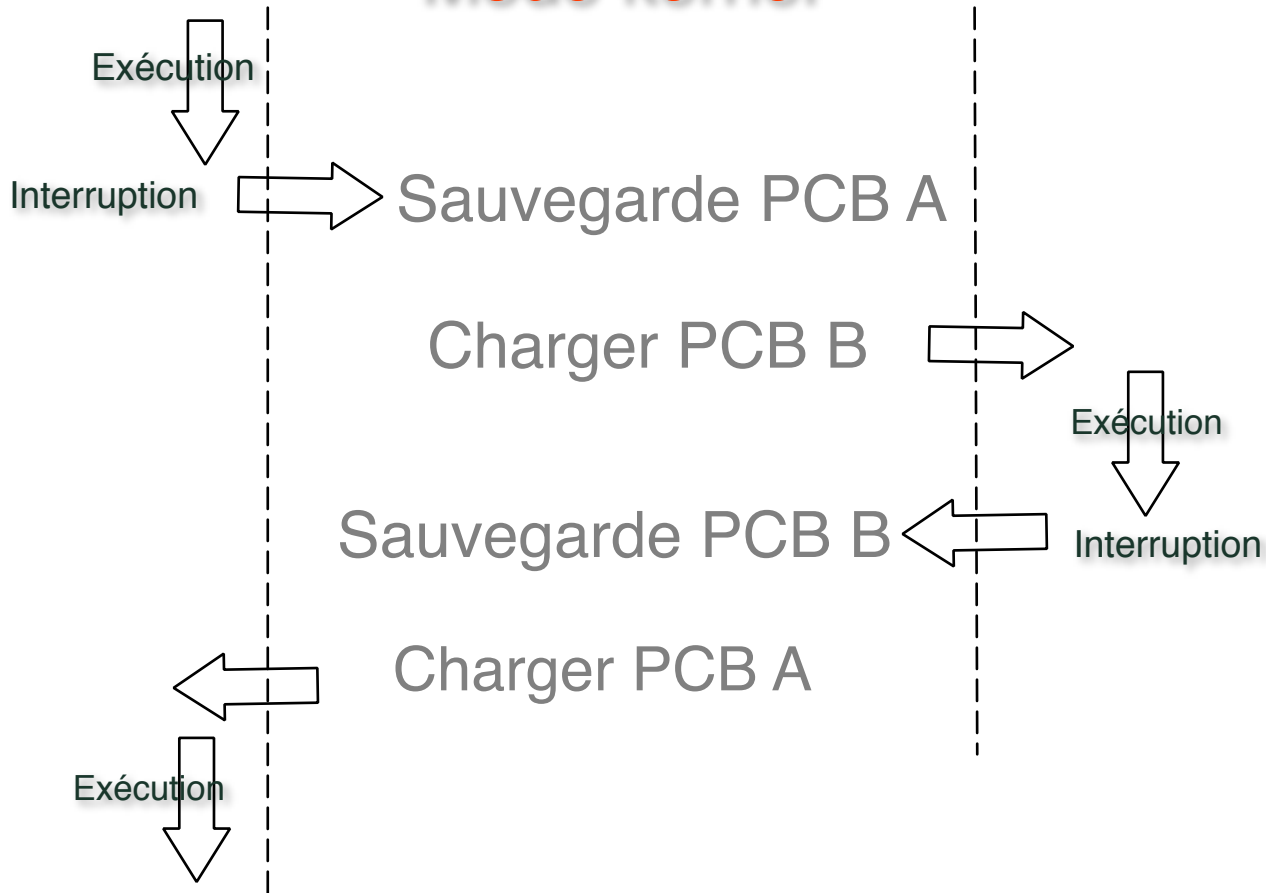 Exécution
Interruption
Sauvegarde PCB A
Charger PCB B
Exécution
Sauvegarde PCB B
Interruption
Charger PCB A
Exécution